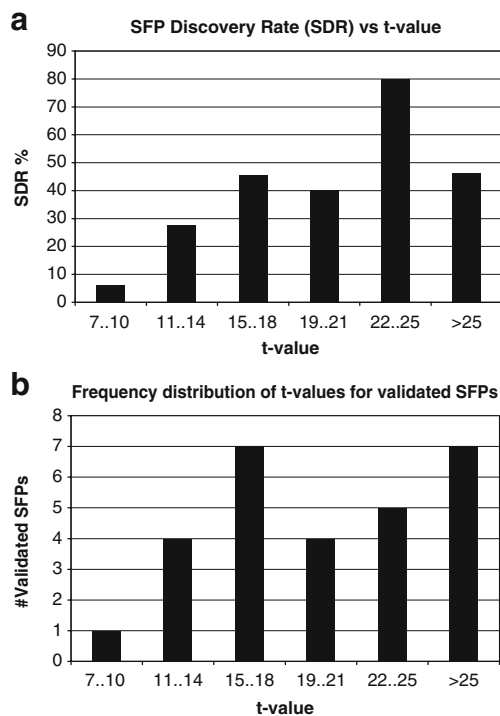 a
SFP Discovery Rate (SDR) vs t-value
90
80
70
60
50
40
30
20
10
0
SDR %
7..10 11..14 15..18 19..21 22..25 >25
t-value
b
Frequency distribution of t-values for validated SFPs
8
7
6
5
4
3
2
1
0
#Validated SFPs
7..10 11..14 15..18 19..21 22..25 >25
t-value